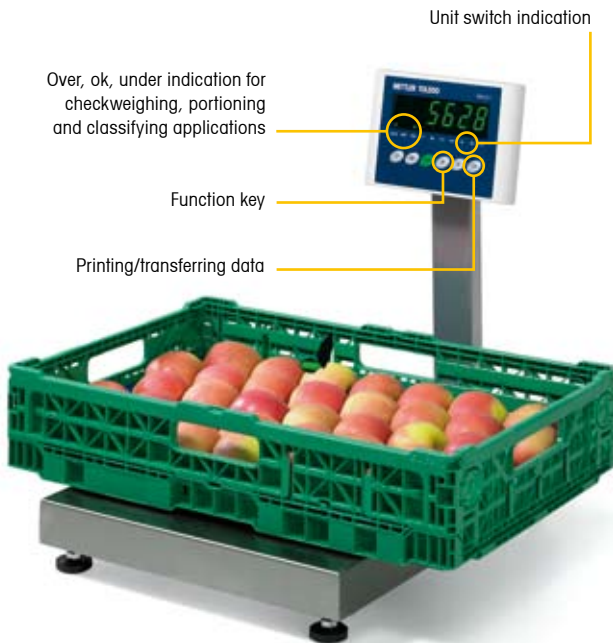 Unit switch indication
Over, ok, under indication for
checkweighing, portioning
and classifying applications
METTLER TOLEDO
5628
Function key
Printing/transferring data